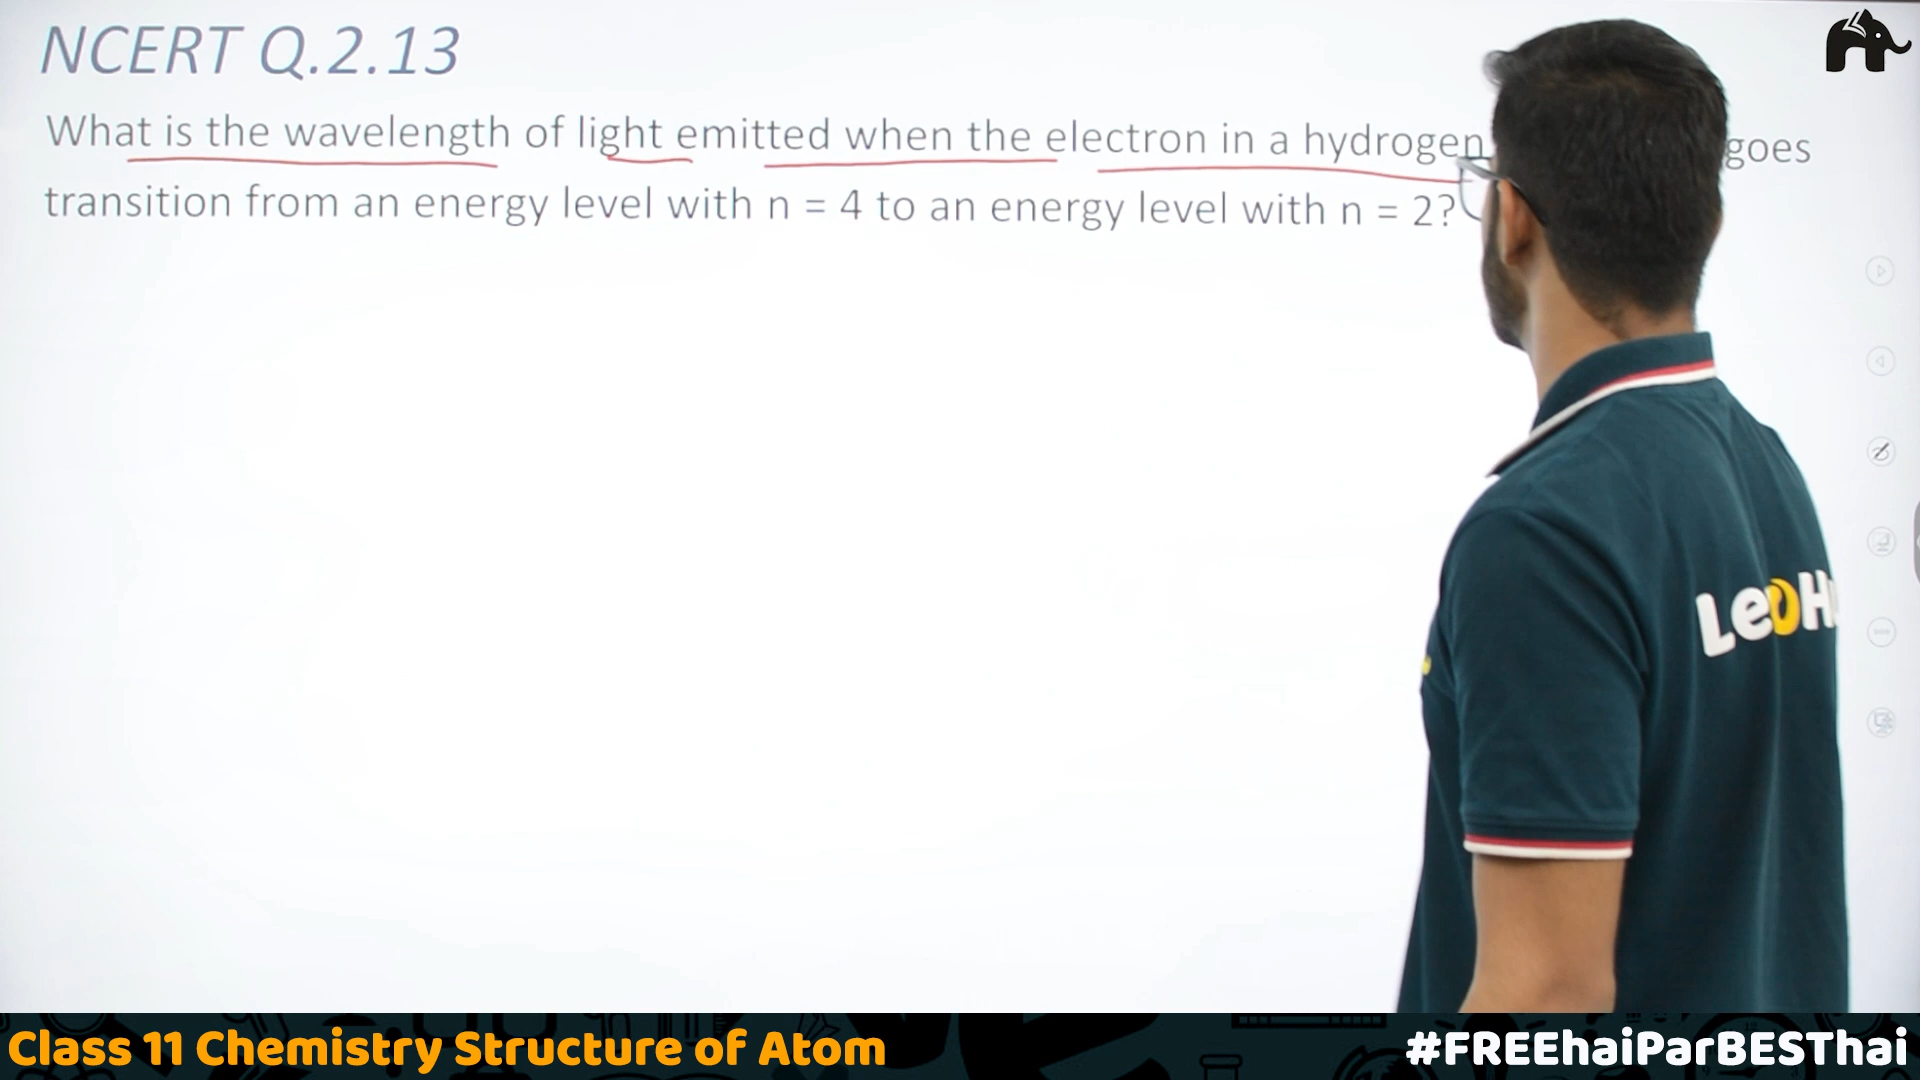 NCERT Q.2.13
What is the wavelength of light emitted when the electron in a hydrogen goes
transition from an energy level with n = 4 to an energy level with n = 2?
Class 11 Chemistry Structure of Atom
#FREEhaiParBESThai